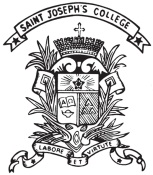 SAINT JOSEPH'S COLLEGE
LABORE ET VIRTUTE